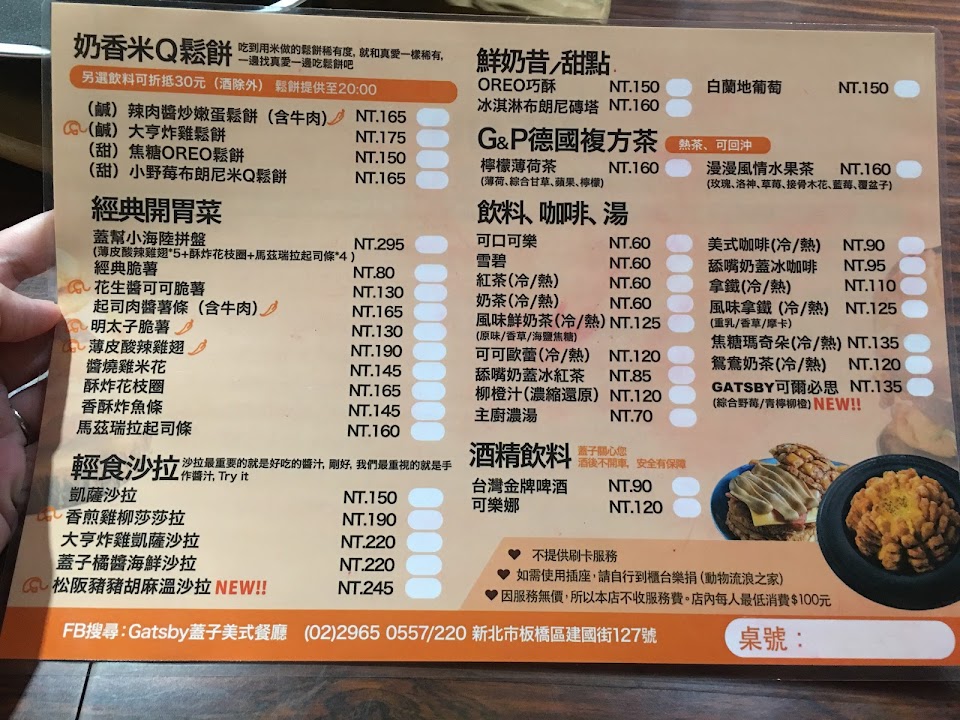 奶香米Q鬆餅 吃到用米做的鬆餅稀有度, 就和真愛一樣稀有,
一邊找真愛一邊吃鬆餅吧
另選飲料可折抵30元（酒除外） 鬆餅提供至20:00
（鹹）辣肉醬炒嫩蛋鬆餅（含牛肉） NT.165
（鹹）大亨炸雞鬆餅 NT.175
（甜）焦糖OREO鬆餅 NT.150
（甜）小野莓布朗尼米Q鬆餅 NT.165
經典開胃菜
蓋幫小海陸拼盤 NT.295
(薄皮酸辣雞翅*5+酥炸花枝圈+馬茲瑞拉起司條*4 )
經典脆薯 NT.80
花生醬可可脆薯 NT.130
起司肉醬薯條（含牛肉） NT.165
明太子脆薯 NT.130
薄皮酸辣雞翅 NT.190
醬燒雞米花 NT.145
酥炸花枝圈 NT.165
香酥炸魚條 NT.145
馬茲瑞拉起司條 NT.160
輕食沙拉 沙拉最重要的就是好吃的醬汁, 剛好, 我們最重視的就是手
作醬汁, Try it
凱薩沙拉 NT.150
香煎雞柳莎莎拉 NT.190
大亨炸雞凱薩沙拉 NT.220
蓋子橘醬海鮮沙拉 NT.220
松阪豬豬胡麻溫沙拉 NEW!! NT.245
鮮奶昔/甜點
OREO巧酥 NT.150
冰淇淋布朗尼磚塔 NT.160
白蘭地葡萄 NT.150
G&P德國複方茶 熱茶、可回沖
檸檬薄荷茶 NT.160
(薄荷、綜合甘草、蘋果、檸檬)
漫漫風情水果茶 NT.160
(玫瑰、洛神、草莓、接骨木花、藍莓、覆盆子)
飲料、咖啡、湯
可口可樂 NT.60
雪碧 NT.60
紅茶(冷/熱) NT.60
奶茶(冷/熱) NT.60
風味鮮奶茶(冷/熱) NT.125
(原味/香草/海鹽焦糖)
可可歐蕾(冷/熱) NT.120
舔嘴奶蓋冰紅茶 NT.85
柳橙汁(濃縮還原) NT.120
主廚濃湯 NT.70
美式咖啡(冷/熱) NT.90
舔嘴奶蓋冰咖啡 NT.95
拿鐵(冷/熱) NT.110
風味拿鐵 (冷/熱) NT.125
(重乳/香草/摩卡)
焦糖瑪奇朵(冷/熱) NT.135
鴛鴦奶茶(冷/熱) NT.120
GATSBY可爾必思 NT.135
(綜合野莓/青檸柳橙) NEW!!
酒精飲料 蓋子關心您
酒後不開車、安全有保障
台灣金牌啤酒 NT.90
可樂娜 NT.120
不提供刷卡服務
如需使用插座，請自行到櫃台樂捐（動物流浪之家）
因服務無價，所以本店不收服務費。店內每人最低消費$100元
FB搜尋：Gatsby蓋子美式餐廳 (02)2965 0557/220 新北市板橋區建國街127號
桌號：